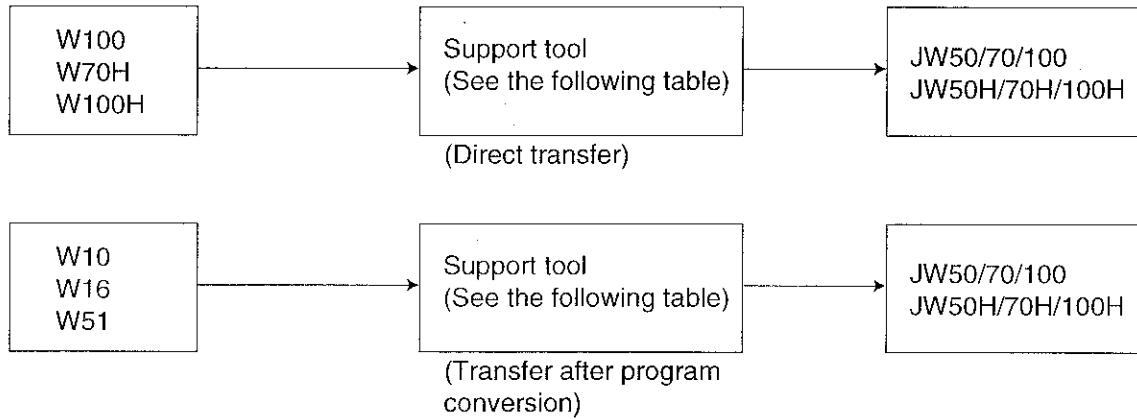 W100
W70H
W100H
Support tool
(See the following table)
JW50/70/100
JW50H/70H/100H
(Direct transfer)
W10
W16
W51
Support tool
(See the following table)
JW50/70/100
JW50H/70H/100H
(Transfer after program
conversion)